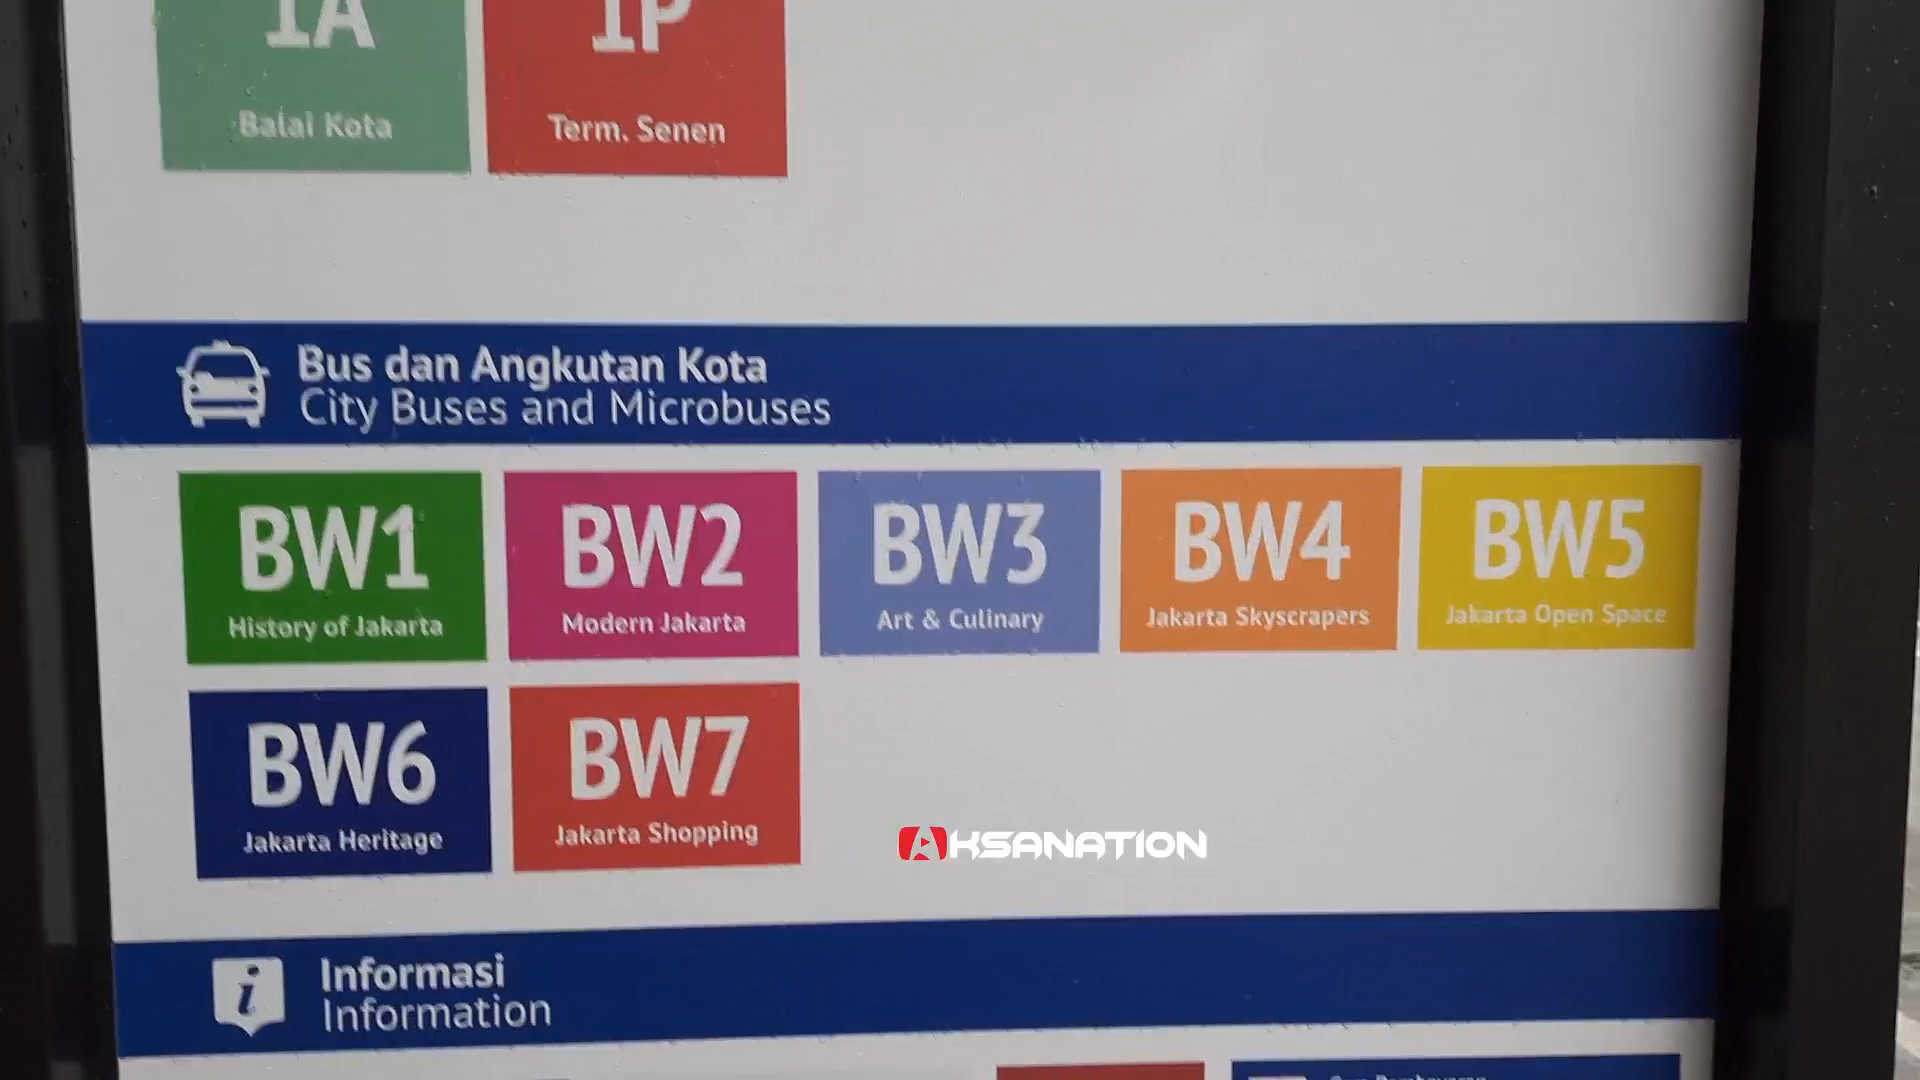 1A
1P
Balai Kota
Term. Senen
Bus dan Angkutan Kota
City Buses and Microbuses
BW1
History of Jakarta
BW2
Modern Jakarta
BW3
Art & Culinary
BW4
Jakarta Skyscrapers
BW5
Jakarta Open Space
BW6
Jakarta Heritage
BW7
Jakarta Shopping
AKSANATION
i
Informasi
Information